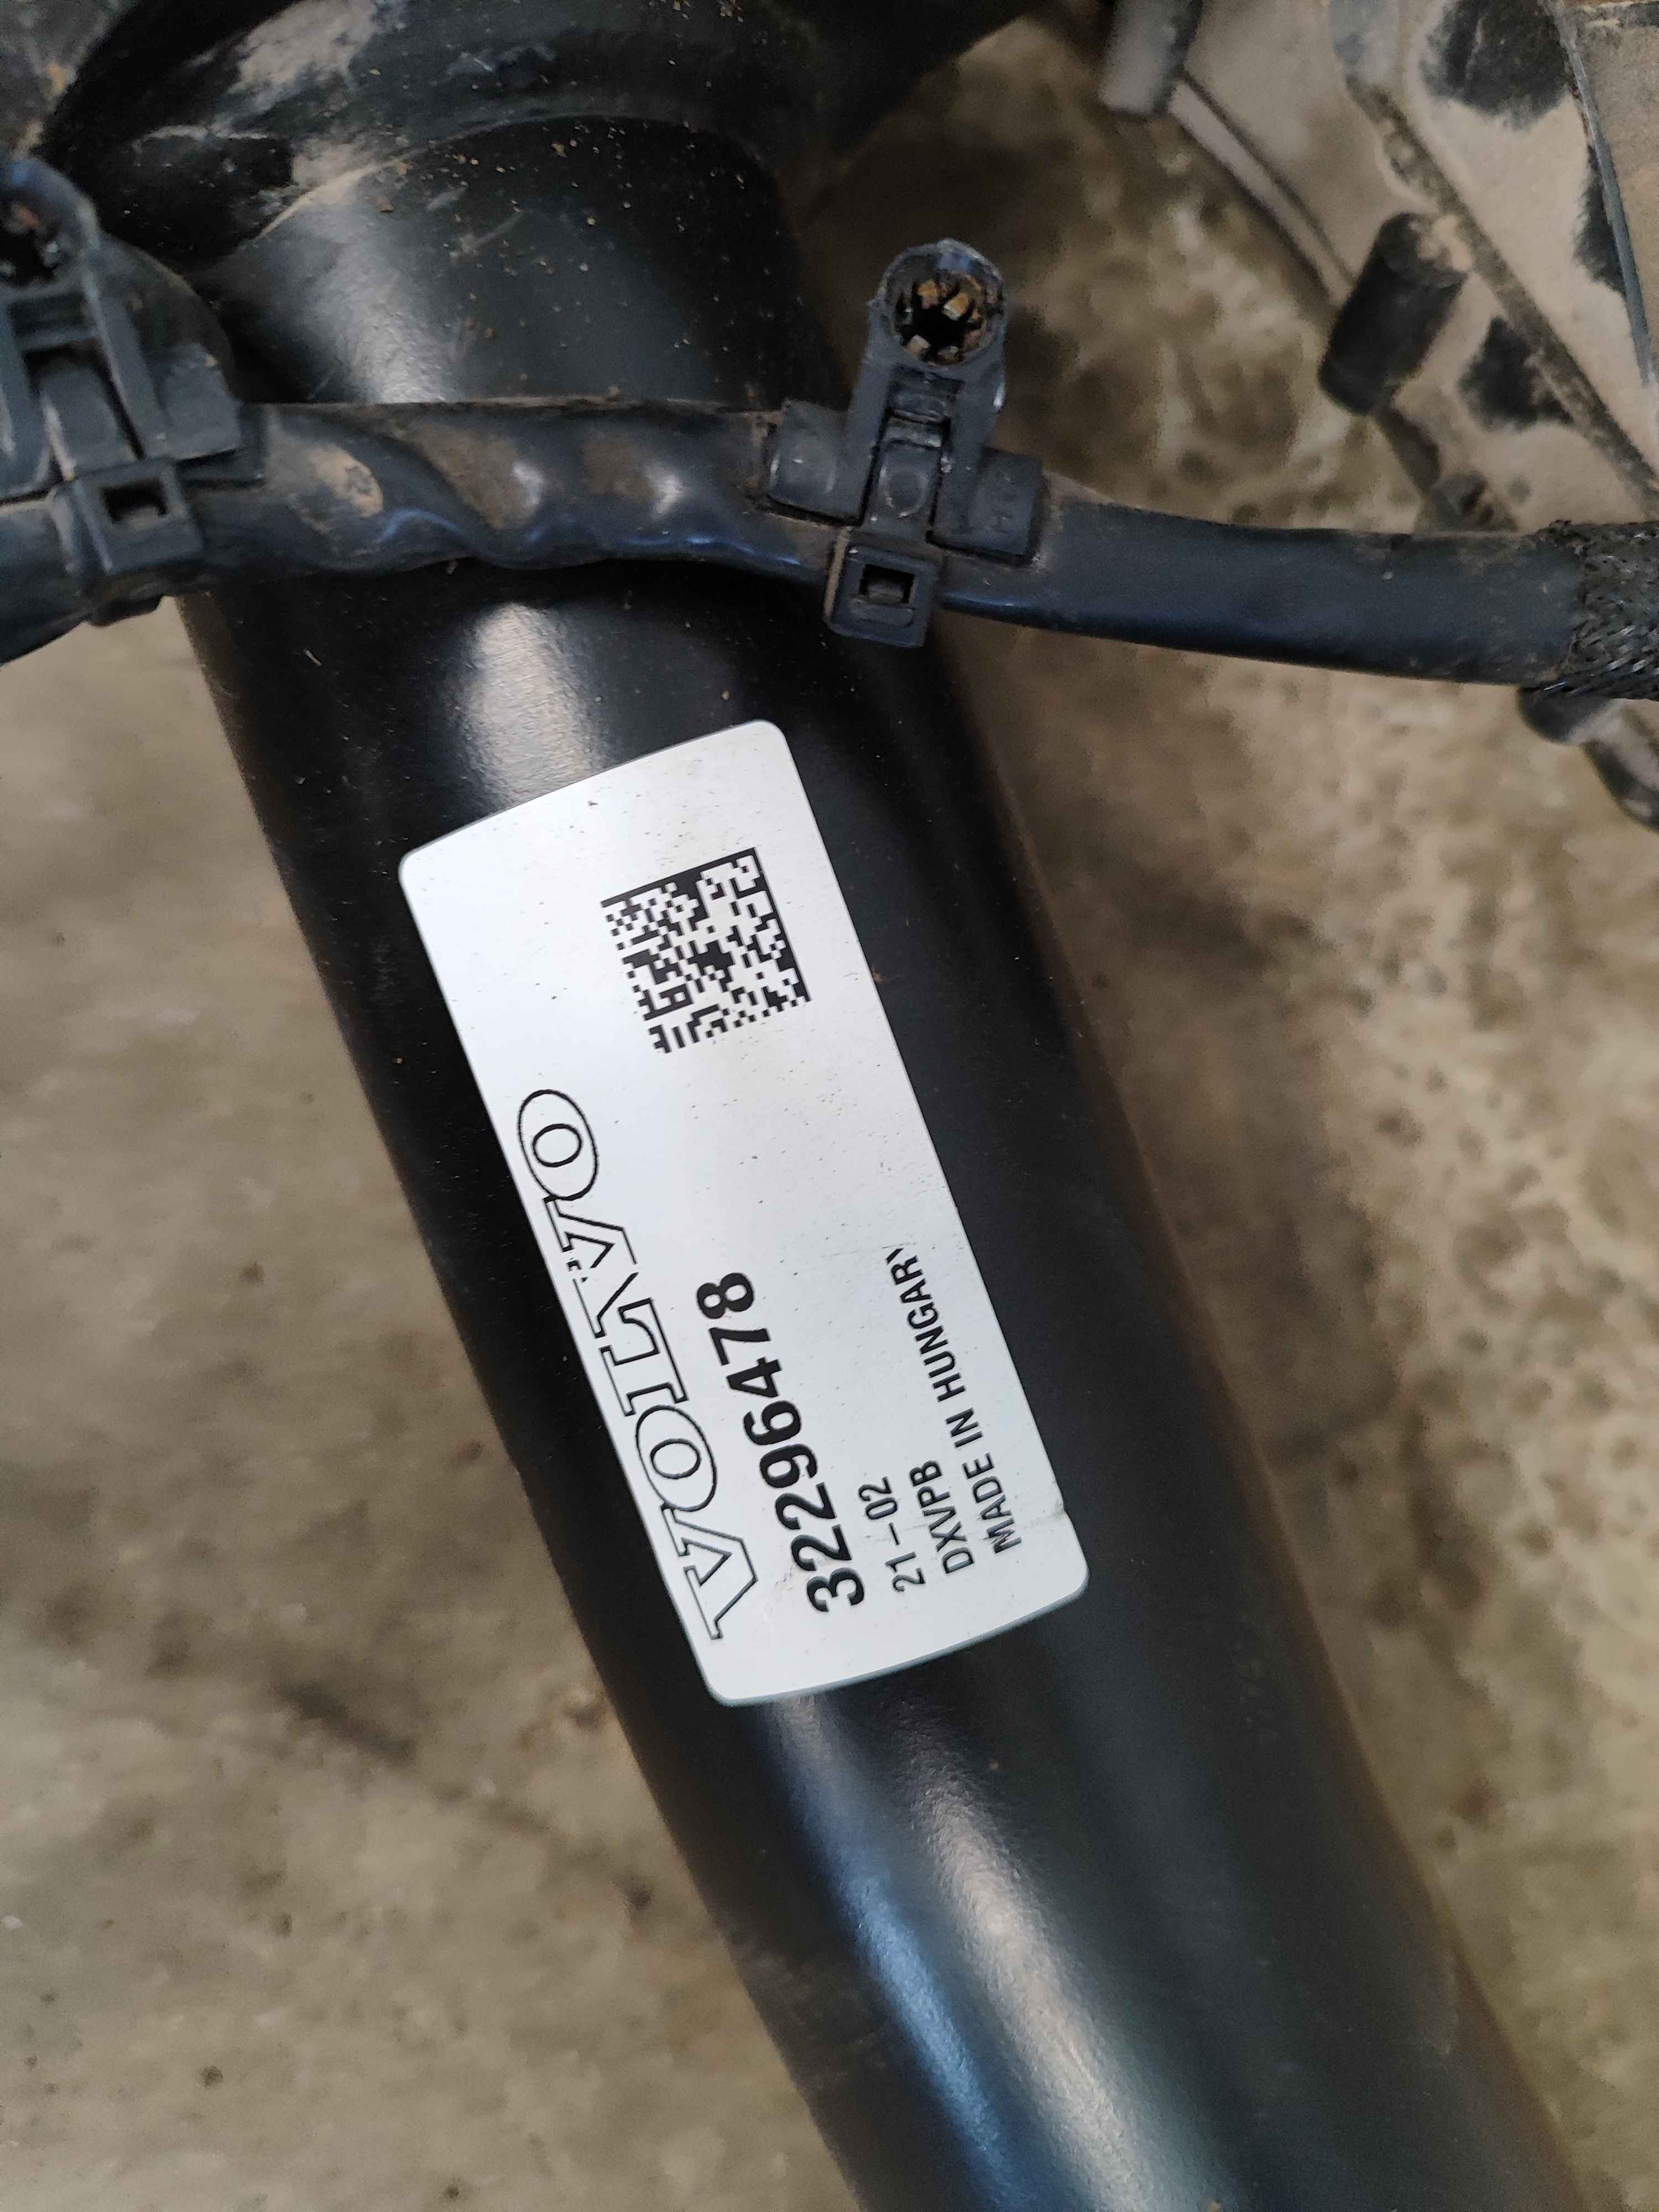 VOLVO
32296478
21-02
DXVPB
MADE IN HUNGARY